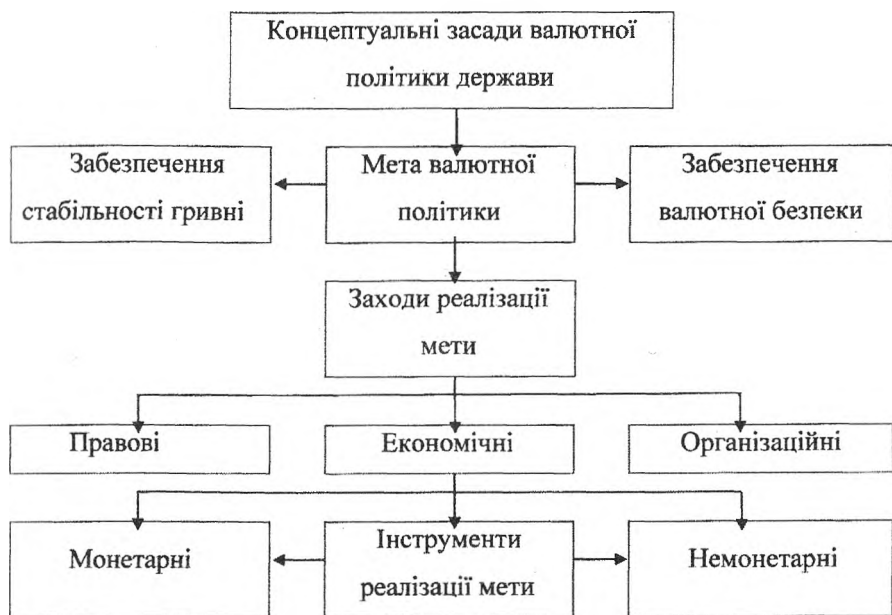 Концептуальні засади валютної
політики держави
Забезпечення
стабільності гривні
Мета валютної
політики
Забезпечення
валютної безпеки
Заходи реалізації
мети
Правові
Економічні
Організаційні
Монетарні
Інструменти
реалізації мети
Немонетарні